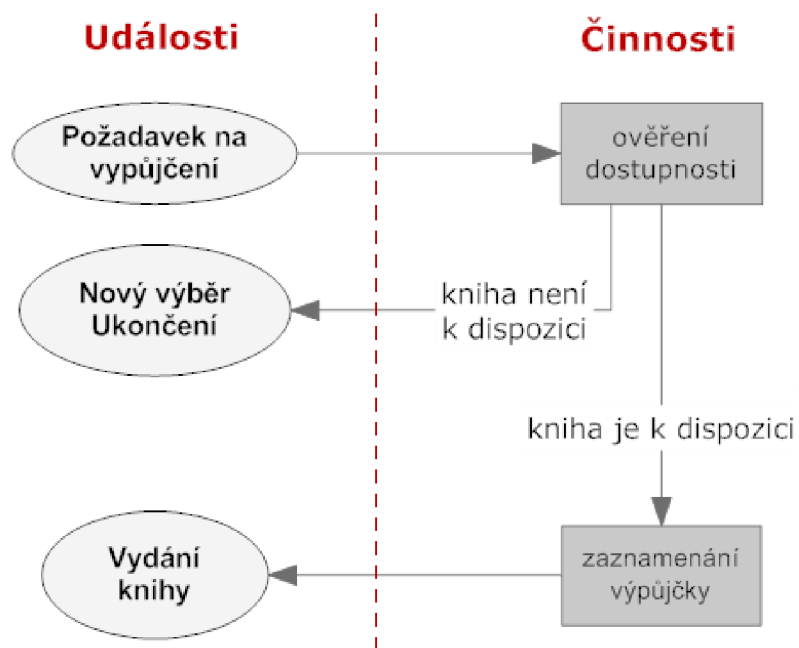 Události
Činnosti
Požadavek na
vypůjčení
ověření
dostupnosti
Nový výběr
Ukončení
kniha není
k dispozici
kniha je k dispozici
Vydání
knihy
zaznamenání
výpůjčky